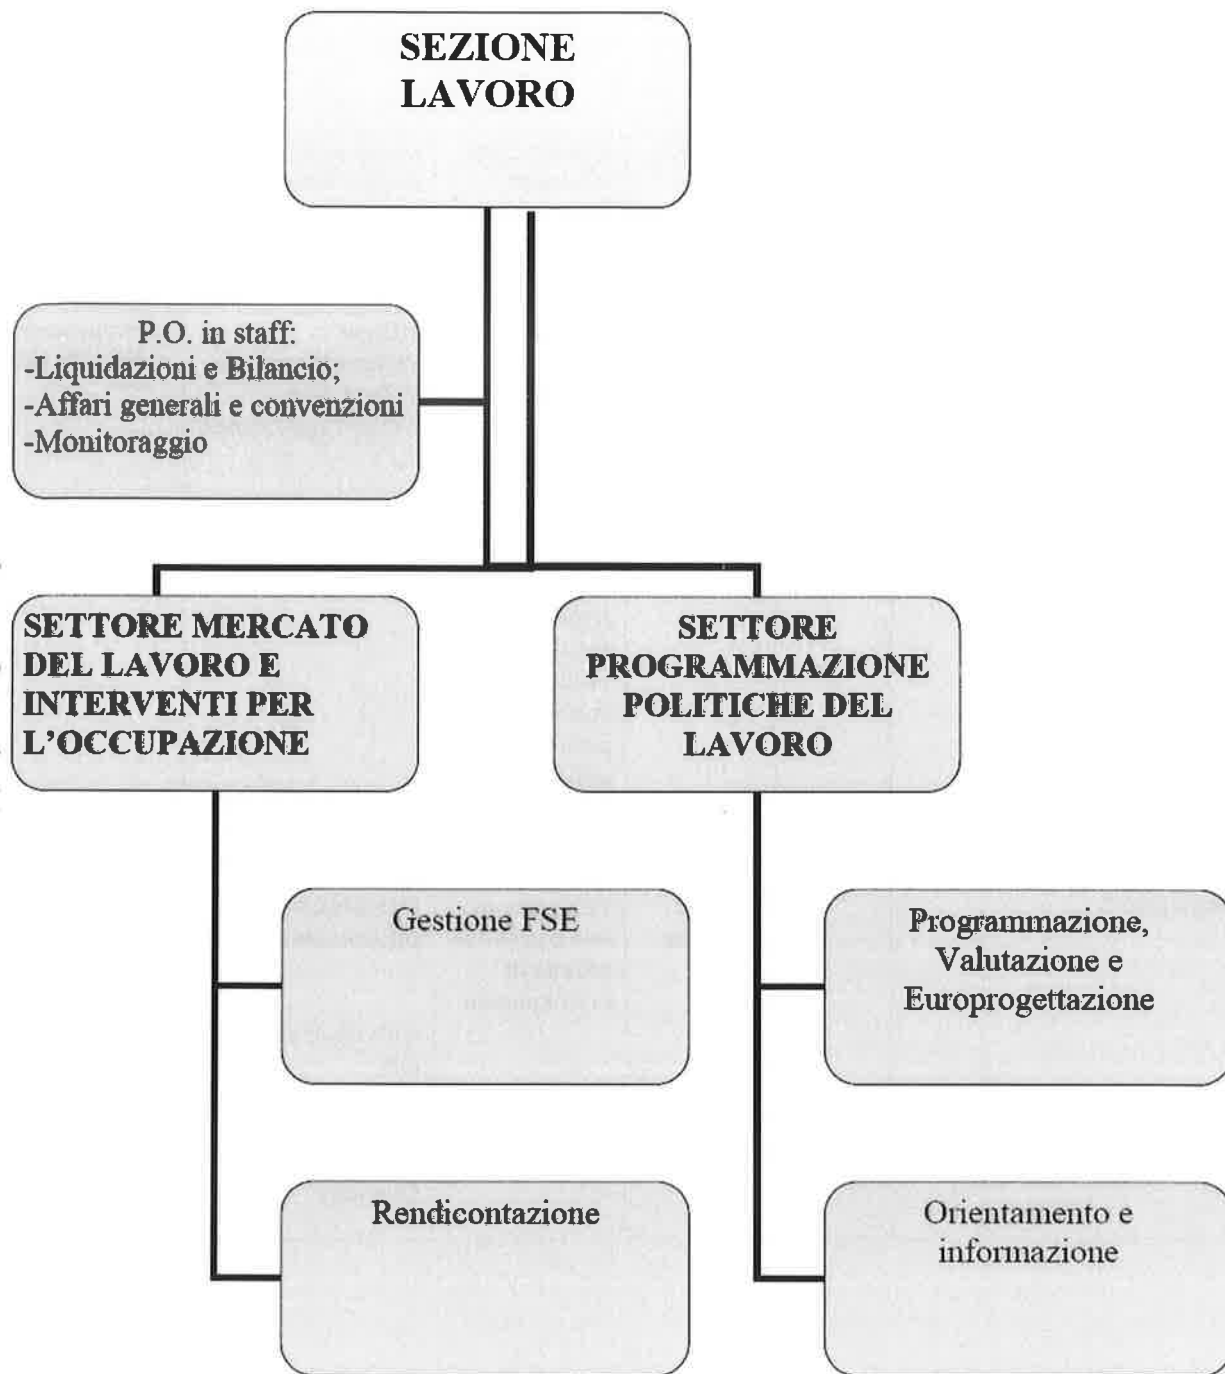 SEZIONE
LAVORO
P.O. in staff:
-Liquidazioni e Bilancio;
-Affari generali e convenzioni
-Monitoraggio
SETTORE MERCATO
DEL LAVORO E
INTERVENTI PER
L'OCCUPAZIONE
SETTORE
PROGRAMMAZIONE
POLITICHE DEL
LAVORO
Gestione FSE
Programmazione,
Valutazione e
Europrogettazione
Rendicontazione
Orientamento e
informazione